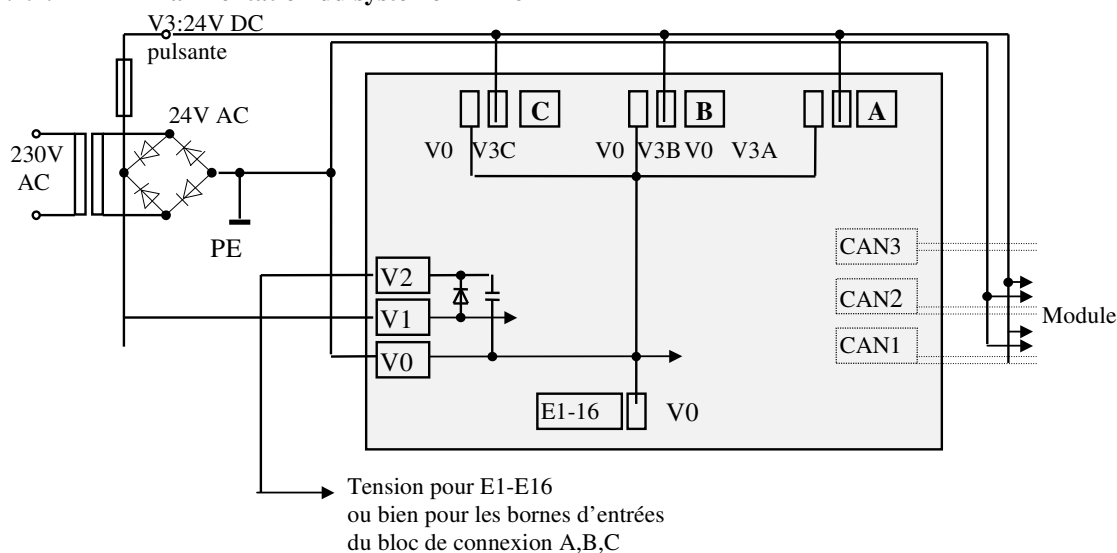 V3:24V DC
pulsante
24V AC
230V
AC
PE
C
B
A
V0 V3C
V0 V3B V0 V3A
CAN3
CAN2
CAN1
Module
V2
V1
V0
E1-16
V0
Tension pour E1-E16
ou bien pour les bornes d'entrées
du bloc de connexion A,B,C